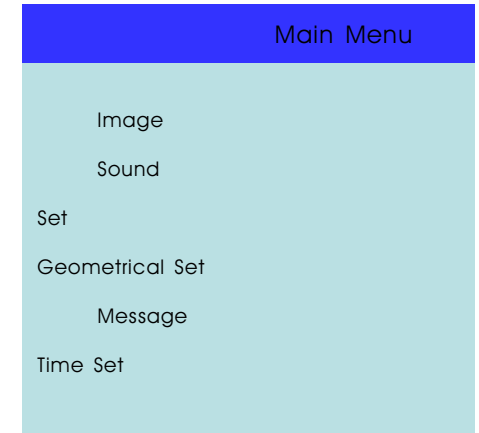 Main Menu
Image
Sound
Set
Geometrical Set
Message
Time Set